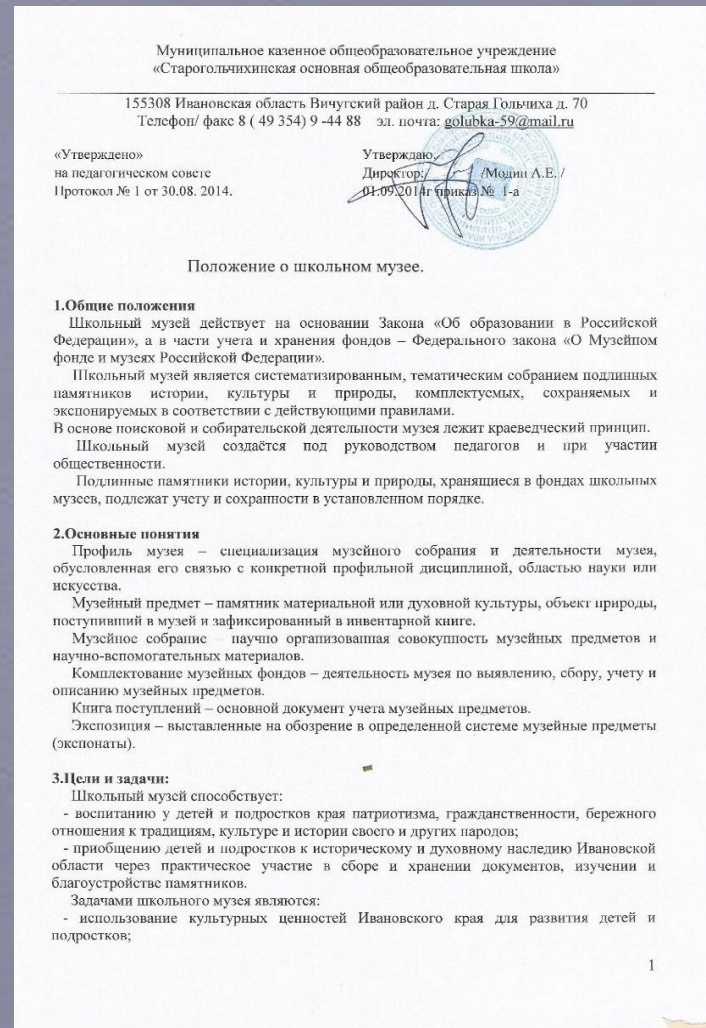 Муниципальное казенное общеобразовательное учреждение
«Старогольчихинская основная общеобразовательная школа»
155308 Ивановская область Вичугский район д. Старая Гольчиха д. 70
Телефон/ факс 8 ( 49 354) 9 -44 88 эл. почта: golubka-59@mail.ru
«Утверждено» Утверждаю.
на педагогическом совете Директор: /Модин А.Е. /
Протокол № 1 от 30.08. 2014. 01.09.2014г приказ № 1-а
Положение о школьном музее.
1.Общие положения
Школьный музей действует на основании Закона «Об образовании в Российской
Федерации», а в части учета и хранения фондов – Федерального закона «О Музейном
фонде и музеях Российской Федерации».
Школьный музей является систематизированным, тематическим собранием подлинных
памятников истории, культуры и природы, комплектуемых, сохраняемых и
экспонируемых в соответствии с действующими правилами.
В основе поисковой и собирательской деятельности музея лежит краеведческий принцип.
Школьный музей создаётся под руководством педагогов и при участии
общественности.
Подлинные памятники истории, культуры и природы, хранящиеся в фондах школьных
музеев, подлежат учету и сохранности в установленном порядке.
2.Основные понятия
Профиль музея – специализация музейного собрания и деятельности музея,
обусловленная его связью с конкретной профильной дисциплиной, областью науки или
искусства.
Музейный предмет – памятник материальной или духовной культуры, объект природы,
поступивший в музей и зафиксированный в инвентарной книге.
Музейное собрание – научно организованная совокупность музейных предметов и
научно-вспомогательных материалов.
Комплектование музейных фондов – деятельность музея по выявлению, сбору, учету и
описанию музейных предметов.
Книга поступлений – основной документ учета музейных предметов.
Экспозиция – выставленные на обозрение в определенной системе музейные предметы
(экспонаты).
3.Цели и задачи:
Школьный музей способствует:
- воспитанию у детей и подростков края патриотизма, гражданственности, бережного
отношения к традициям, культуре и истории своего и других народов;
- приобщению детей и подростков к историческому и духовному наследию Ивановской
области через практическое участие в сборе и хранении документов, изучении и
благоустройстве памятников.
Задачами школьного музея являются:
- использование культурных ценностей Ивановского края для развития детей и
подростков;
1